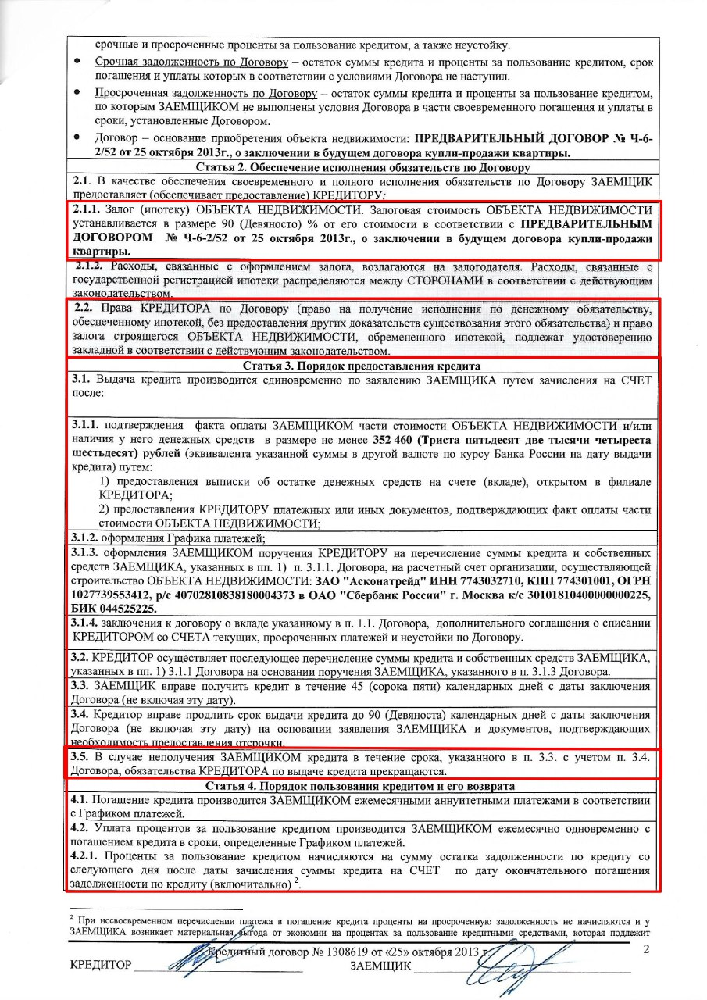 срочные и просроченные проценты за пользование кредитом, а также неустойку.
• Срочная задолженность по Договору – остаток суммы кредита и проценты за пользование кредитом, срок
погашения и уплаты которых в соответствии с условиями Договора не наступил.
• Просроченная задолженность по Договору – остаток суммы кредита и проценты за пользование кредитом,
по которым ЗАЕМЩИКОМ не выполнены условия Договора в части своевременного погашения и уплаты в
сроки, установленные Договором.
• Договор – основание приобретения объекта недвижимости: ПРЕДВАРИТЕЛЬНЫЙ ДОГОВОР № Ч-6-
2/52 от 25 октября 2013г., о заключении в будущем договора купли-продажи квартиры.
Статья 2. Обеспечение исполнения обязательств по Договору
2.1. В качестве обеспечения своевременного и полного исполнения обязательств по Договору ЗАЕМЩИК
предоставляет (обеспечивает предоставление) КРЕДИТОРУ:
2.1.1. Залог (ипотеку) ОБЪЕКТА НЕДВИЖИМОСТИ. Залоговая стоимость ОБЪЕКТА НЕДВИЖИМОСТИ
устанавливается в размере 90 (Девяносто) % от его стоимости в соответствии с ПРЕДВАРИТЕЛЬНЫМ
ДОГОВОРОМ № Ч-6-2/52 от 25 октября 2013г., о заключении в будущем договора купли-продажи
квартиры.
2.1.2. Расходы, связанные с оформлением залога, возлагаются на залогодателя. Расходы, связанные с
государственной регистрацией ипотеки распределяются между СТОРОНАМИ в соответствии с действующим
законодательством.
2.2. Права КРЕДИТОРА по Договору (право на получение исполнения по денежному обязательству,
обеспеченному ипотекой, без предоставления других доказательств существования этого обязательства) и право
залога строящегося ОБЪЕКТА НЕДВИЖИМОСТИ, обремененного ипотекой, подлежат удостоверению
закладной в соответствии с действующим законодательством.
Статья 3. Порядок предоставления кредита
3.1. Выдача кредита производится единовременно по заявлению ЗАЕМЩИКА путем зачисления на СЧЕТ
после:
3.1.1. подтверждения факта оплаты ЗАЕМЩИКОМ части стоимости ОБЪЕКТА НЕДВИЖИМОСТИ и/или
наличия у него денежных средств в размере не менее 352 460 (Триста пятьдесят две тысячи четыреста
шестьдесят) рублей (эквивалента указанной суммы в другой валюте по курсу Банка России на дату выдачи
кредита) путем:
1) предоставления выписки об остатке денежных средств на счете (вкладе), открытом в филиале
КРЕДИТОРА;
2) предоставления КРЕДИТОРУ платежных или иных документов, подтверждающих факт оплаты части
стоимости ОБЪЕКТА НЕДВИЖИМОСТИ;
3.1.2. оформления Графика платежей;
3.1.3. оформления ЗАЕМЩИКОМ поручения КРЕДИТОРУ на перечисление суммы кредита и собственных
средств ЗАЕМЩИКА, указанных в пп. 1) п. 3.1.1. Договора, на расчетный счет организации, осуществляющей
строительство ОБЪЕКТА НЕДВИЖИМОСТИ: ЗАО "Асконатрейд" ИНН 7743032710, КПП 774301001, ОГРН
1027739553412, р/с 40702810838180004373 в ОАО "Сбербанк России" г. Москва к/с 30101810400000000225,
БИК 044525225.
3.1.4. заключения к договору о вкладе указанному в п. 1.1. Договора, дополнительного соглашения о списании
КРЕДИТОРОМ со СЧЕТА текущих, просроченных платежей и неустойки по Договору.
3.2. КРЕДИТОР осуществляет последующее перечисление суммы кредита и собственных средств ЗАЕМЩИКА,
указанных в пп. 1) 3.1.1 Договора на основании поручения ЗАЕМЩИКА, указанного в п. 3.1.3 Договора.
3.3. ЗАЕМЩИК вправе получить кредит в течение 45 (сорока пяти) календарных дней с даты заключения
Договора (не включая эту дату).
3.4. Кредитор вправе продлить срок выдачи кредита до 90 (Девяноста) календарных дней с даты заключения
Договора (не включая эту дату) на основании заявления ЗАЕМЩИКА и документов, подтверждающих
необходимость предоставления отсрочки.
3.5. В случае неполучения ЗАЕМЩИКОМ кредита в течение срока, указанного в п. 3.3. с учетом п. 3.4.
Договора, обязательства КРЕДИТОРА по выдаче кредита прекращаются.
Статья 4. Порядок пользования кредитом и его возврата
4.1. Погашение кредита производится ЗАЕМЩИКОМ ежемесячными аннуитетными платежами в соответствии
с Графиком платежей.
4.2. Уплата процентов за пользование кредитом производится ЗАЕМЩИКОМ ежемесячно одновременно с
погашением кредита в сроки, определенные Графиком платежей.
4.2.1. Проценты за пользование кредитом начисляются на сумму остатка задолженности по кредиту со
следующего дня после даты зачисления суммы кредита на СЧЕТ по дату окончательного погашения
задолженности по кредиту (включительно) 2.
2 При несвоевременном перечислении платежа в погашение кредита проценты на просроченную задолженность не начисляются и у
ЗАЕМЩИКА возникает материальная выгода от экономии на процентах за пользование кредитными средствами, которая подлежит
Кредитный договор № 1308619 от «25» октября 2013 г. 2
КРЕДИТОР ЗАЕМЩИК